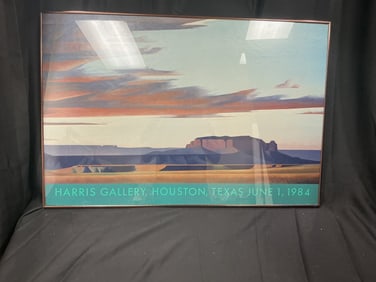 HARRIS GALLERY, HOUSTON, TEXAS JUNE 1, 1984